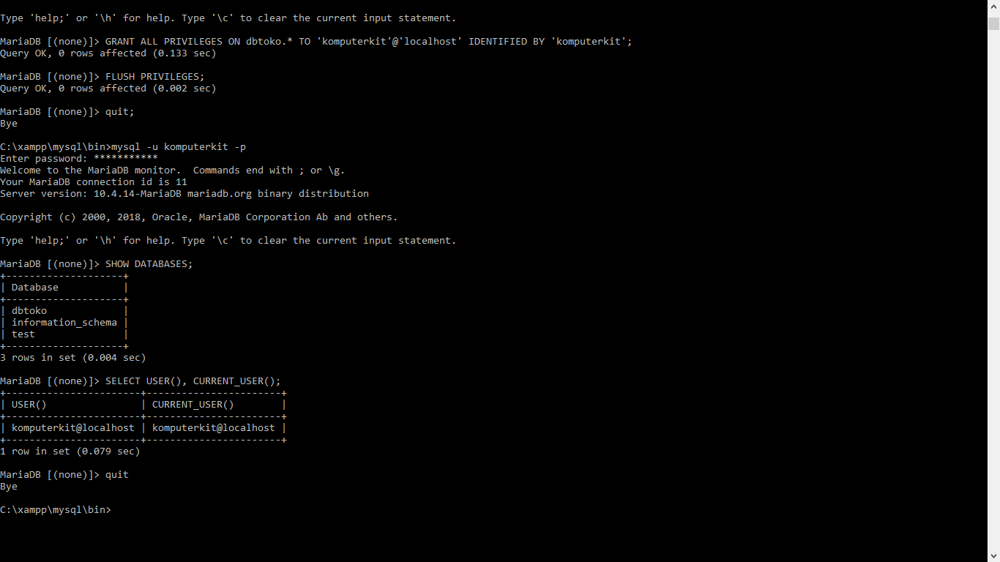 Type 'help;' or '\h' for help. Type '\c' to clear the current input statement.
MariaDB [(none)]> GRANT ALL PRIVILEGES ON dbtoko.* TO 'komputerkit'@'localhost' IDENTIFIED BY 'komputerkit';
Query OK, 0 rows affected (0.133 sec)
MariaDB [(none)]> FLUSH PRIVILEGES;
Query OK, 0 rows affected (0.002 sec)
MariaDB [(none)]> quit;
Bye
C:\xampp\mysql\bin>mysql -u komputerkit -p
Enter password: ***********
Welcome to the MariaDB monitor.  Commands end with ; or \g.
Your MariaDB connection id is 11
Server version: 10.4.14-MariaDB mariadb.org binary distribution
Copyright (c) 2000, 2018, Oracle, MariaDB Corporation Ab and others.
Type 'help;' or '\h' for help. Type '\c' to clear the current input statement.
MariaDB [(none)]> SHOW DATABASES;
+--------------------+
| Database           |
+--------------------+
| dbtoko             |
| information_schema |
| test               |
+--------------------+
3 rows in set (0.004 sec)
MariaDB [(none)]> SELECT USER(), CURRENT_USER();
+-----------------------+-----------------------+
| USER()                | CURRENT_USER()        |
+-----------------------+-----------------------+
| komputerkit@localhost | komputerkit@localhost |
+-----------------------+-----------------------+
1 row in set (0.079 sec)
MariaDB [(none)]> quit
Bye
C:\xampp\mysql\bin>